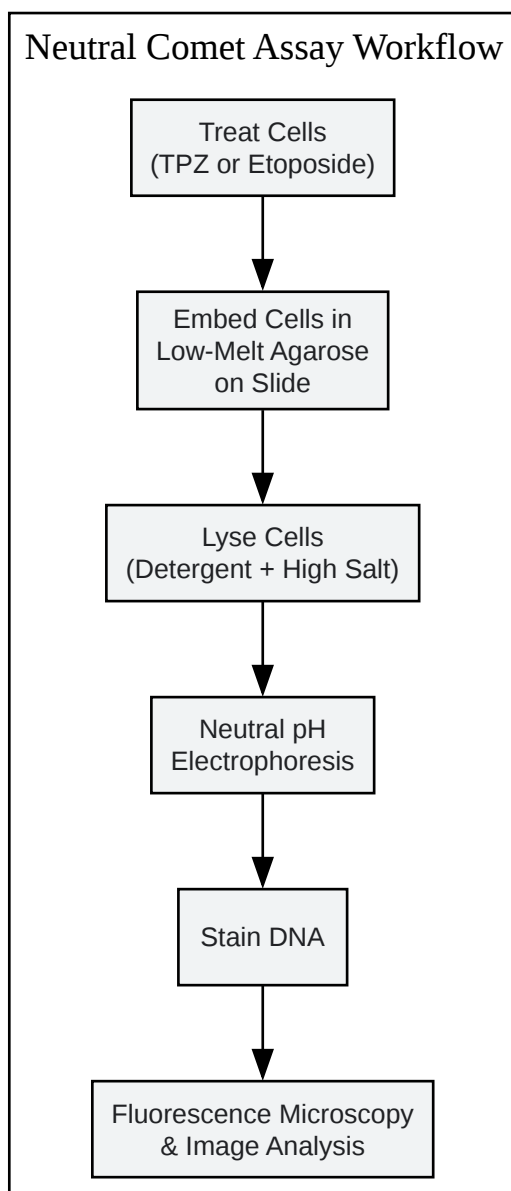 Neutral Comet Assay Workflow
Treat Cells
(TPZ or Etoposide)
Embed Cells in
Low-Melt Agarose
on Slide
Lyse Cells
(Detergent + High Salt)
Neutral pH
Electrophoresis
Stain DNA
Fluorescence Microscopy
& Image Analysis